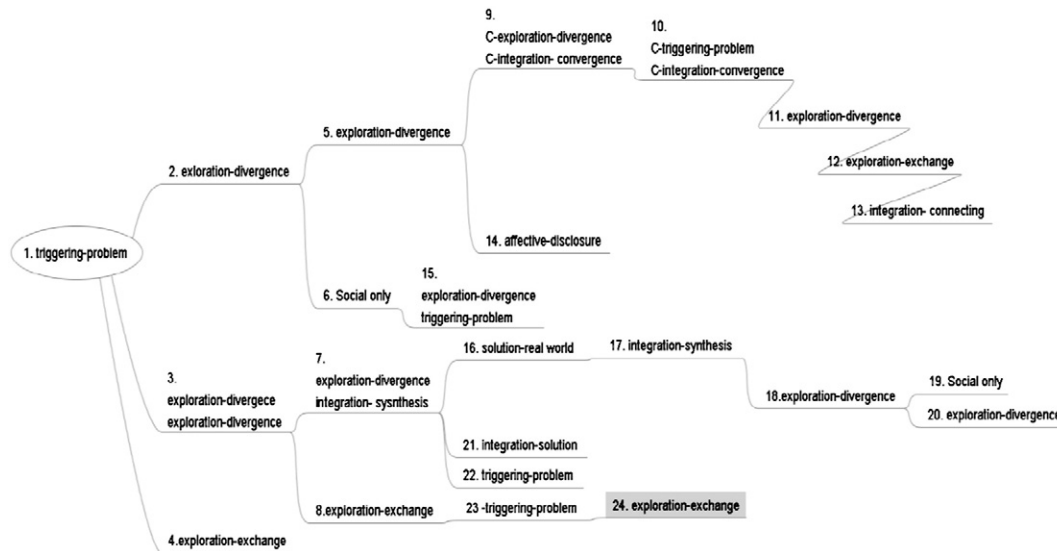 1. triggering-problem
2. exloration-divergence
3.
exploration-divergece
exploration-divergence
4.exploration-exchange
5. exploration-divergence
6. Social only
7.
exploration-divergence
integration- sysnthesis
8.exploration-exchange
9.
C-exploration-divergence
C-integration- convergence
10.
C-triggering-problem
C-integration-convergence
11. exploration-divergence
12. exploration-exchange
13. integration- connecting
14. affective-disclosure
15.
exploration-divergence
triggering-problem
16. solution-real world
17. integration-synthesis
18.exploration-divergence
19. Social only
20. exploration-divergence
21. integration-solution
22. triggering-problem
23 -triggering-problem
24. exploration-exchange